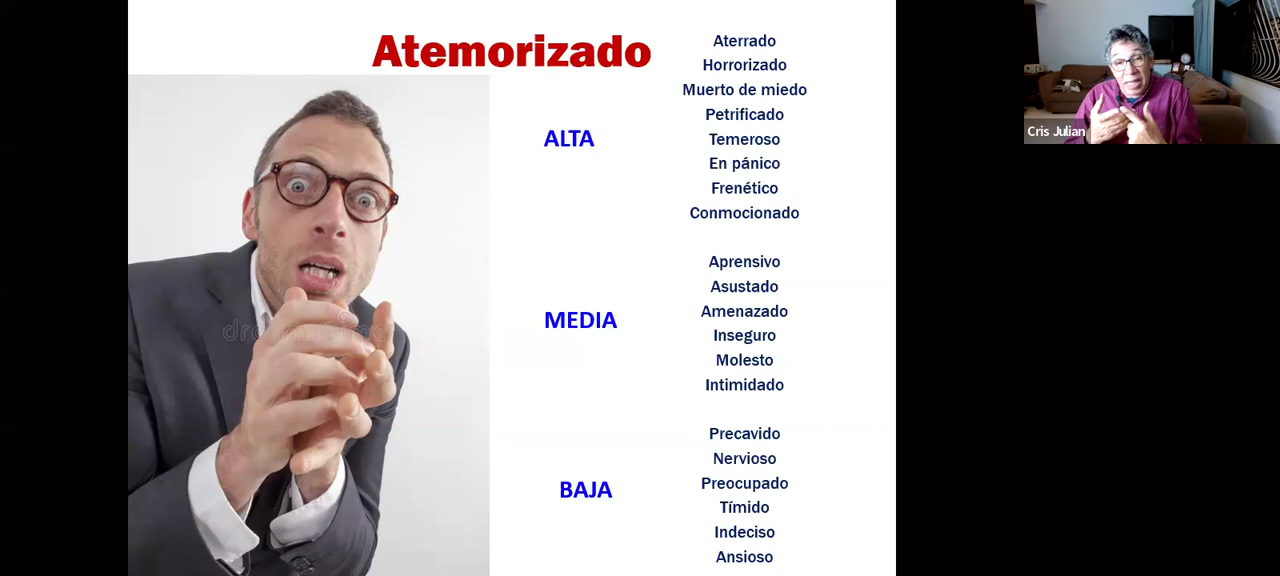 Atemorizado
ALTA
Aterrado
Horrorizado
Muerto de miedo
Petrificado
Temeroso
En pánico
Frenético
Conmocionado
MEDIA
Aprensivo
Asustado
Amenazado
Inseguro
Molesto
Intimidado
BAJA
Precavido
Nervioso
Preocupado
Tímido
Indeciso
Ansioso
Cris Julian